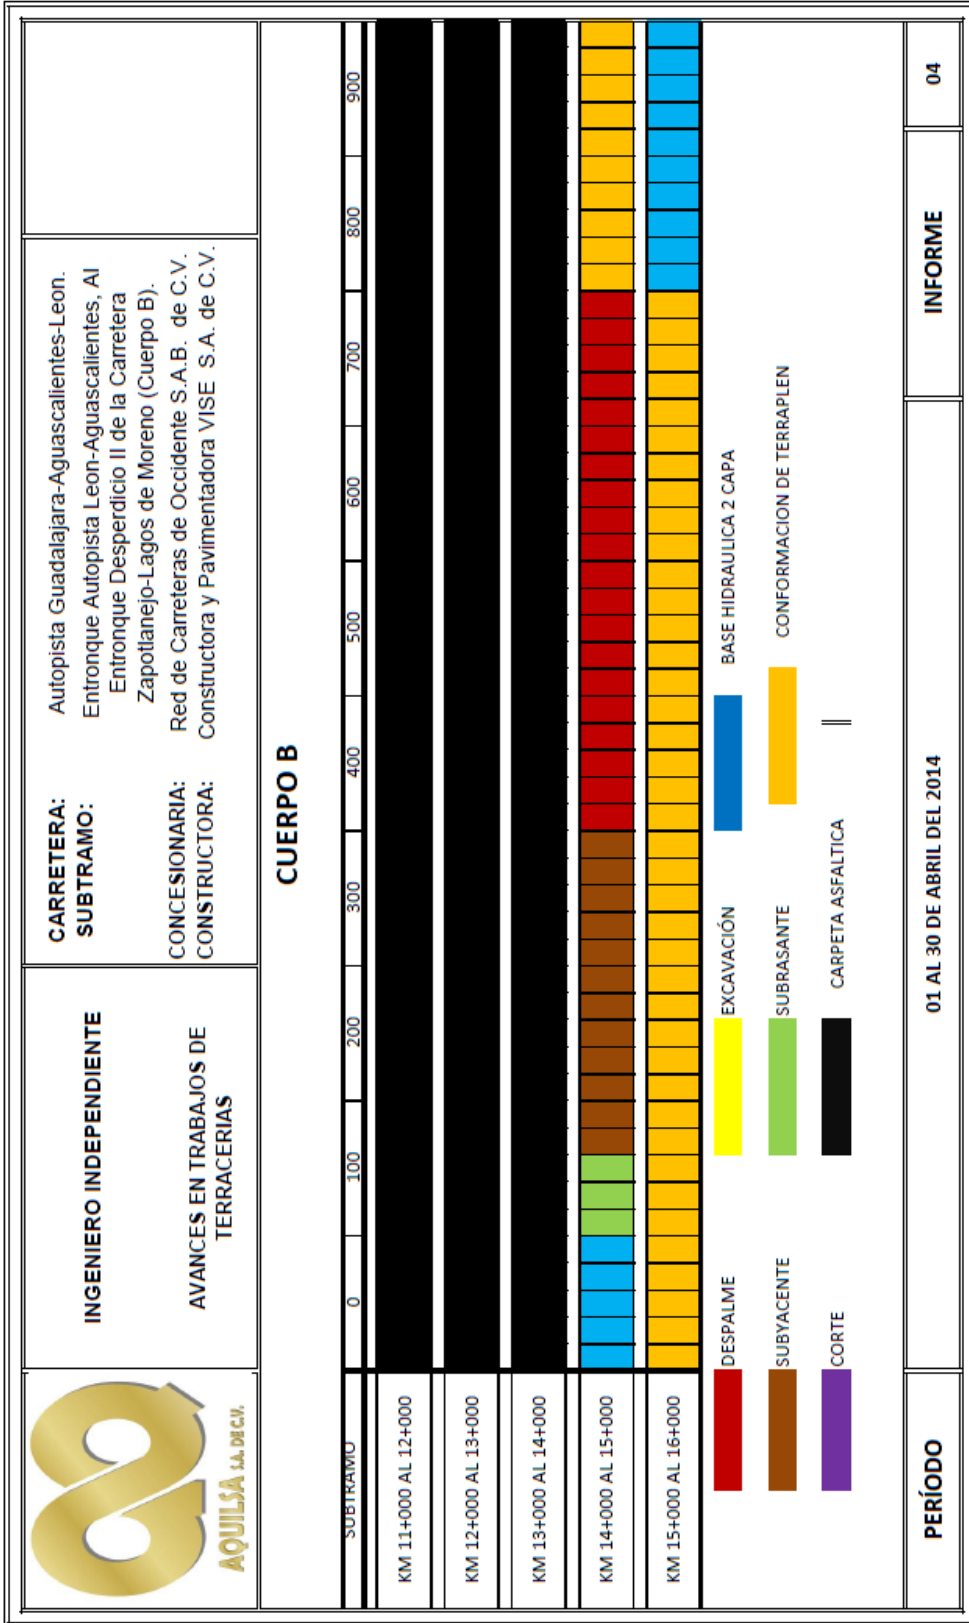 AQUILSA S.A. DE C.V.
INGENIERO INDEPENDIENTE
AVANCES EN TRABAJOS DE
TERRACERIAS
CARRETERA: Autopista Guadalajara-Aguascalientes-Leon.
SUBTRAMO: Entronque Autopista Leon-Aguascalientes, Al
Entronque Desperdicio II de la Carretera
Zapotlanejo-Lagos de Moreno (Cuerpo B).
CONCESIONARIA: Red de Carreteras de Occidente S.A.B. de C.V.
CONSTRUCTORA: Constructora y Pavimentadora VISE S.A. de C.V.
CUERPO B
SUBTRAMO 0 100 200 300 400 500 600 700 800 900
KM 11+000 AL 12+000
KM 12+000 AL 13+000
KM 13+000 AL 14+000
KM 14+000 AL 15+000
KM 15+000 AL 16+000
DESPALME EXCAVACIÓN BASE HIDRAULICA 2 CAPA
SUBYACENTE SUBRASANTE CONFORMACION DE TERRAPLEN
CORTE CARPETA ASFALTICA
PERÍODO 01 AL 30 DE ABRIL DEL 2014 INFORME 04